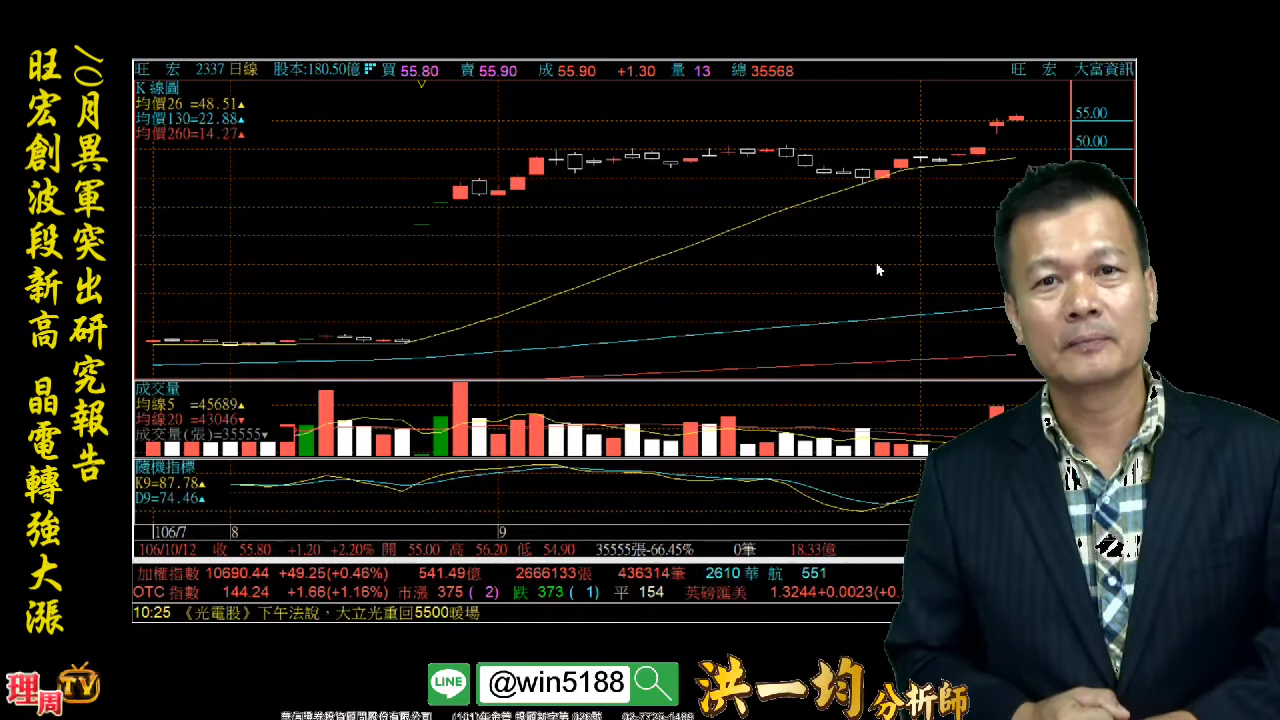 10月異軍突出研究報告
旺宏創波段新高 晶電轉強大漲
旺 宏 2337日線 股本:180.50億 買 55.80 賣 55.90 成 55.90 +1.30 量 13 總 35568 旺 宏 大富資訊
K 線圖
均價26 =48.51▲
均價130=22.88▲
均價260=14.27▲
55.00
50.00
成交量
均線5 =45689▲
均線20 =43046▼
成交量(張)=35555▼
隨機指標
K9=87.78▲
D9=74.46▲
106/7 8 9
106/10/12 收 55.80 +1.20 +2.20% 開 55.00 高 56.20 低 54.90 35555張-66.45% 0筆 18.33億
加權指數 10690.44 +49.25(+0.46%) 541.49億 2666133張 436314筆 2610 華 航 551
OTC 指數 144.24 +1.66(+1.16%) 市漲 375 ( 2) 跌 373 ( 1) 平 154 英磅匯美 1.3244+0.0023(+0.
10:25 《光電股》下午法說，大立光重回5500暖場
理周TV
LINE @win5188
洪一均分析師